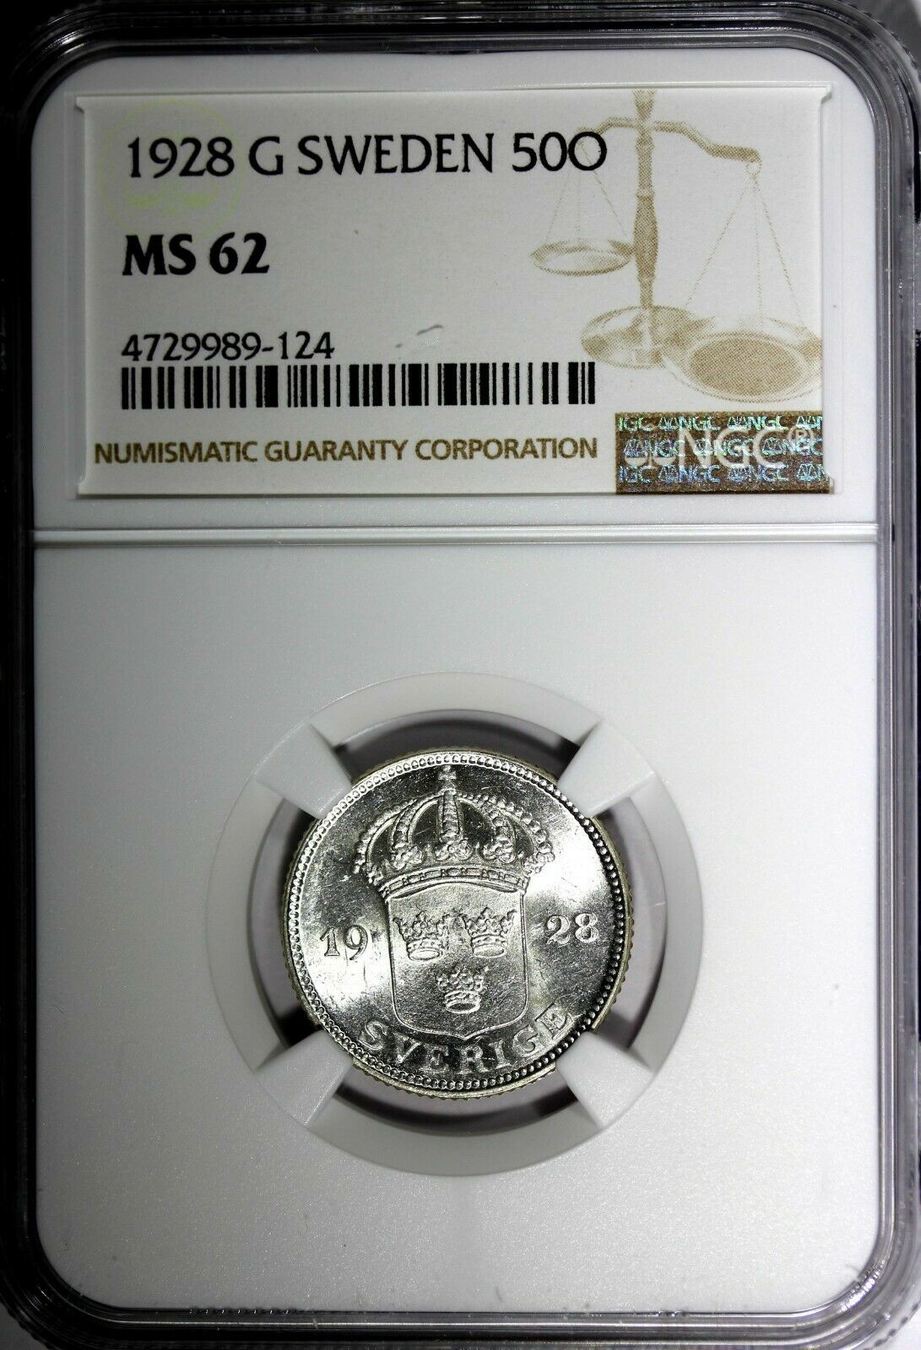 1928 G SWEDEN 50O
MS 62
4729989-124
NUMISMATIC GUARANTY CORPORATION
NGC®
19 28
SVERIGE